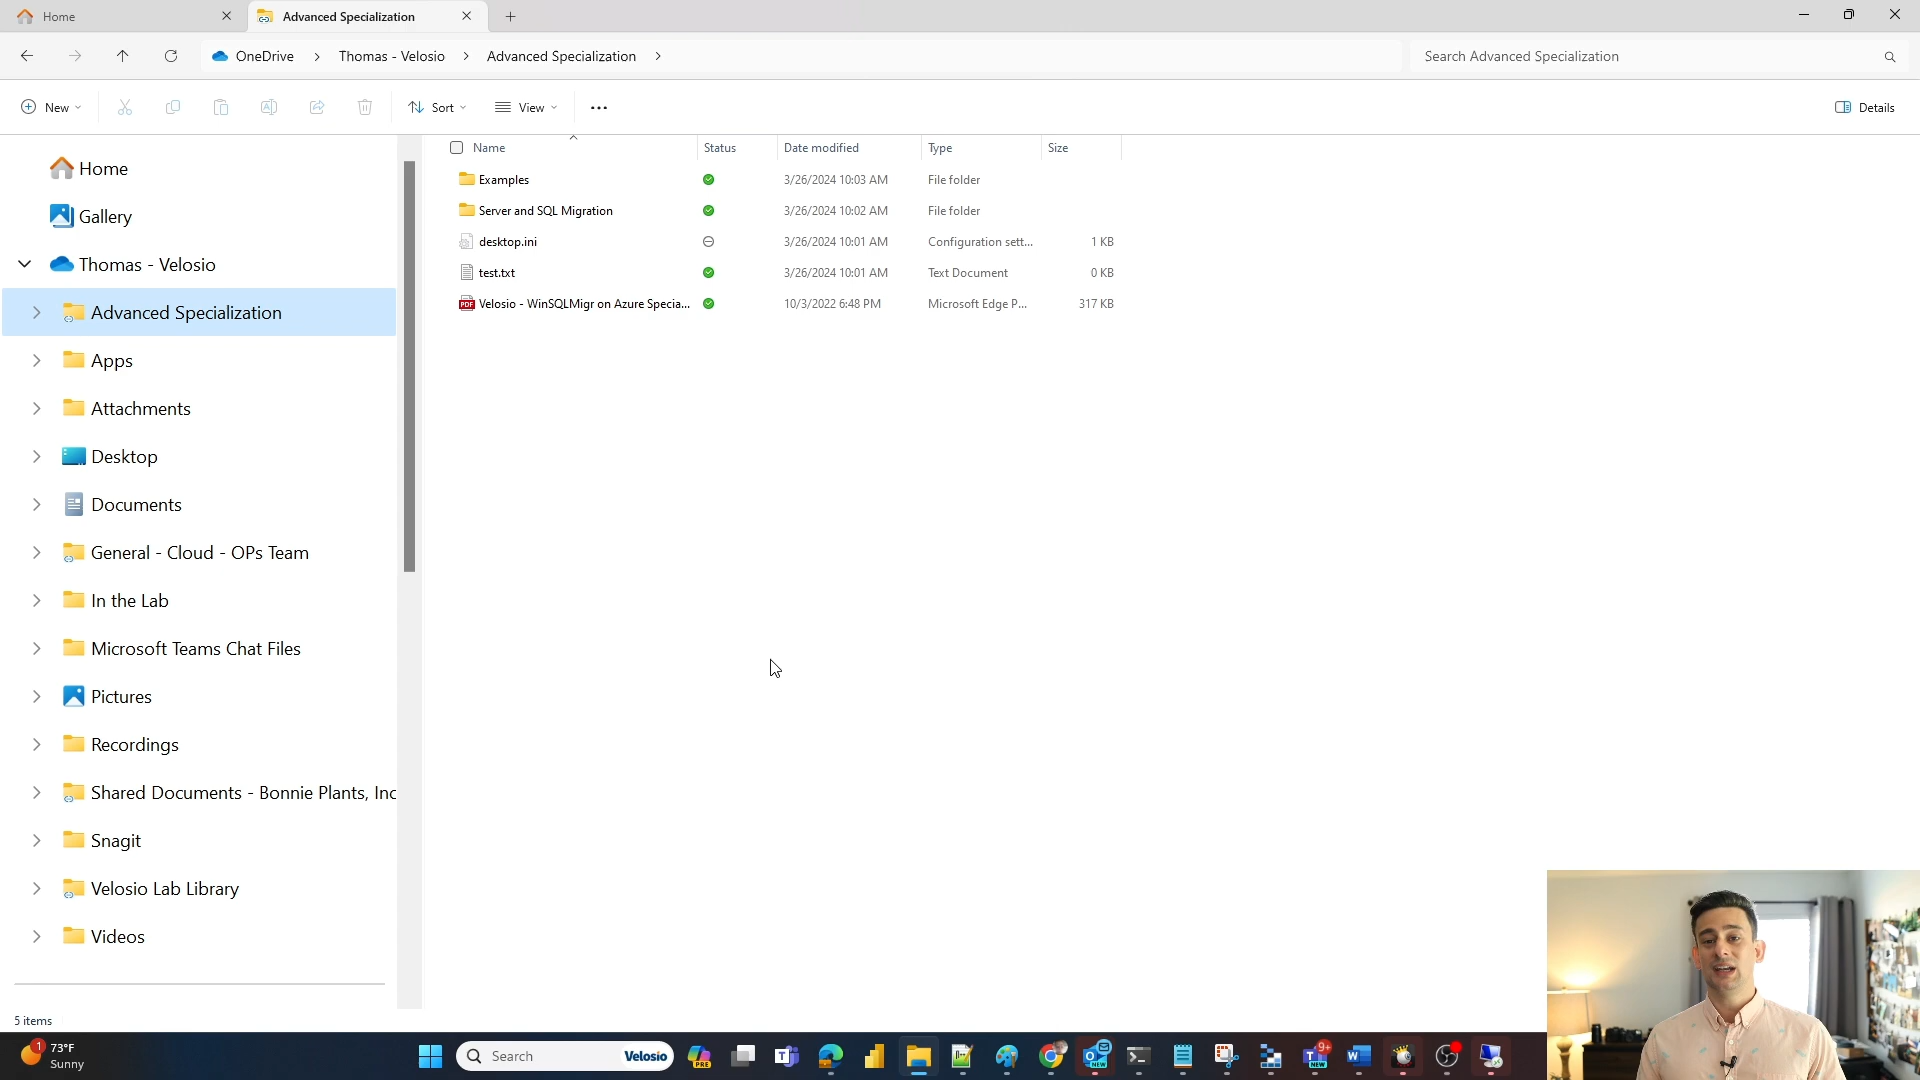 Home
Advanced Specialization
OneDrive
Thomas - Velosio
Advanced Specialization
Search Advanced Specialization
New
Sort
View
Details
Name Status Date modified Type Size
Examples 3/26/2024 10:03 AM File folder
Server and SQL Migration 3/26/2024 10:02 AM File folder
desktop.ini 3/26/2024 10:01 AM Configuration sett... 1 KB
test.txt 3/26/2024 10:01 AM Text Document 0 KB
Velosio - WinSQLMigr on Azure Specia... 10/3/2022 6:48 PM Microsoft Edge P... 317 KB
Home
Gallery
Thomas - Velosio
Advanced Specialization
Apps
Attachments
Desktop
Documents
General - Cloud - OPs Team
In the Lab
Microsoft Teams Chat Files
Pictures
Recordings
Shared Documents - Bonnie Plants, Inc
Snagit
Velosio Lab Library
Videos
5 items
1
73°F
Sunny
Search
Velosio
PRE
NEW
9+
NEW